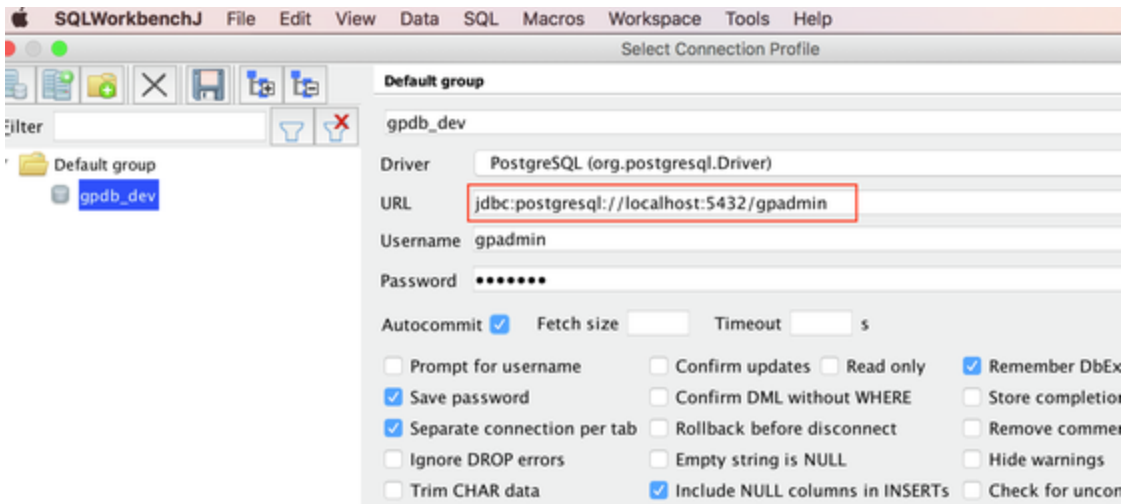 SQLWorkbenchJ File Edit View Data SQL Macros Workspace Tools Help
Select Connection Profile
Default group
Filter
gpdb_dev
Default group
gpdb_dev
Driver PostgreSQL (org.postgresql.Driver)
URL jdbc:postgresql://localhost:5432/gpadmin
Username gpadmin
Password •••••••
Autocommit Fetch size Timeout s
Prompt for username Confirm updates Read only Remember DbEx
Save password Confirm DML without WHERE Store completion
Separate connection per tab Rollback before disconnect Remove commen
Ignore DROP errors Empty string is NULL Hide warnings
Trim CHAR data Include NULL columns in INSERTs Check for uncon